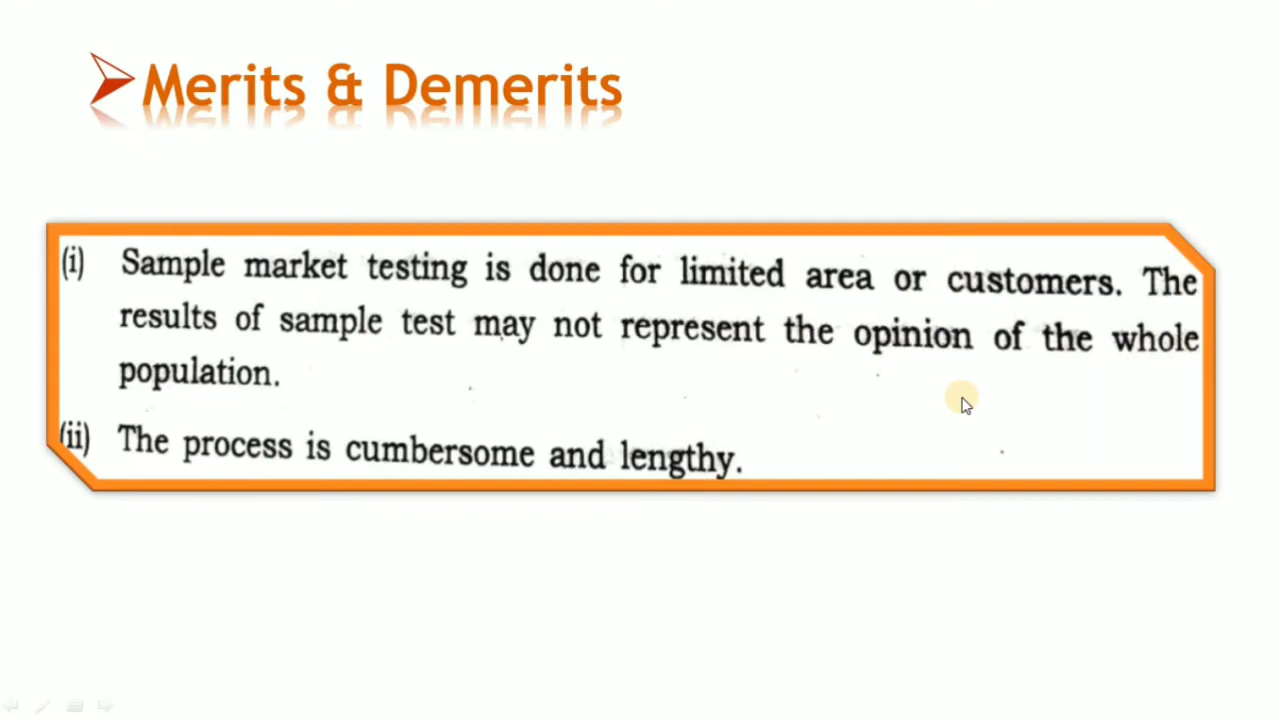 Merits & Demerits
(i) Sample market testing is done for limited area or customers. The
results of sample test may not represent the opinion of the whole
population.
(ii) The process is cumbersome and lengthy.